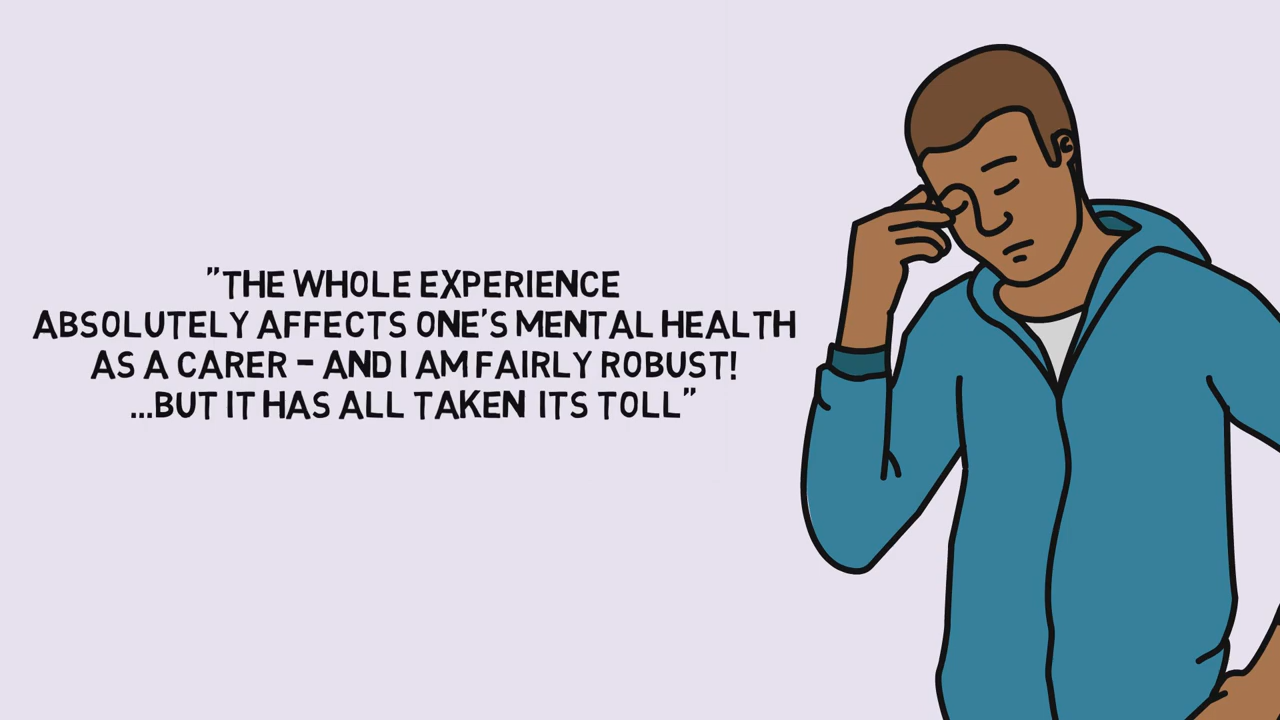 "THE WHOLE EXPERIENCE
ABSOLUTELY AFFECTS ONE'S MENTAL HEALTH
AS A CARER – AND I AM FAIRLY ROBUST!
...BUT IT HAS ALL TAKEN ITS TOLL"